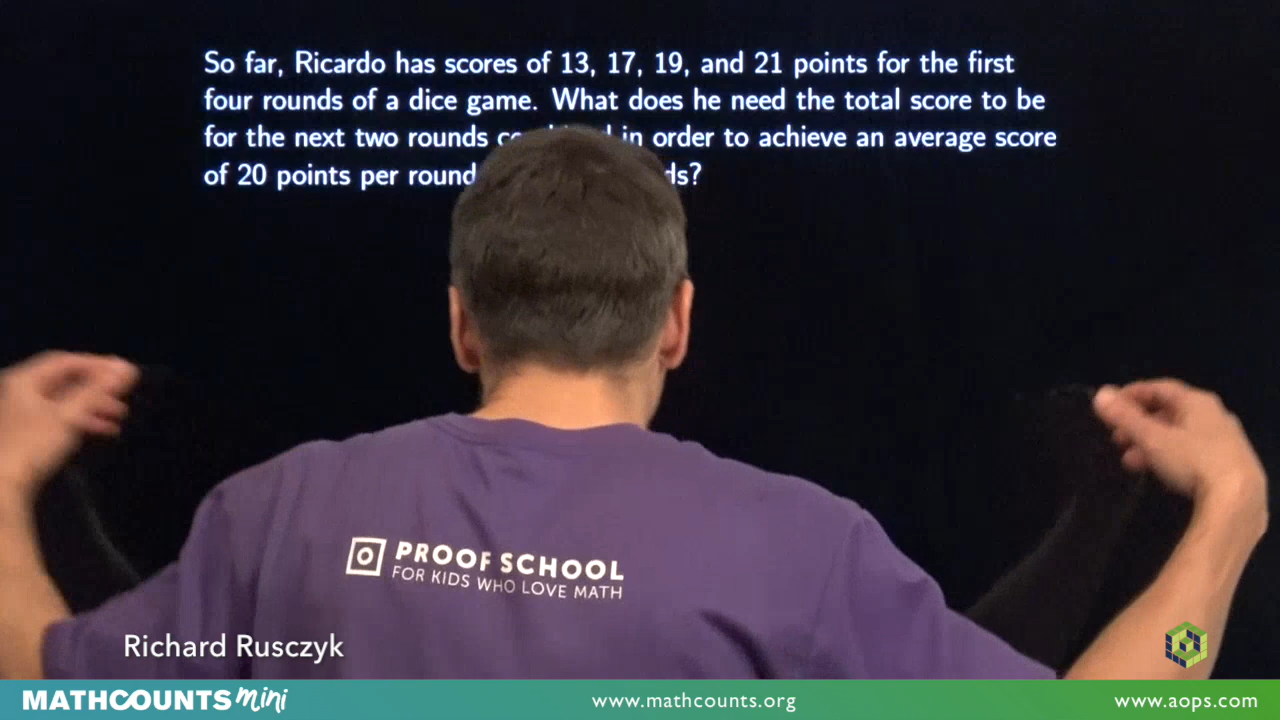 So far, Ricardo has scores of 13, 17, 19, and 21 points for the first
four rounds of a dice game. What does he need the total score to be
for the next two rounds in order to achieve an average score
of 20 points per round
PROOF SCHOOL
FOR KIDS WHO LOVE MATH
Richard Rusczyk
MATHCOUNTS mini
www.mathcounts.org
www.aops.com